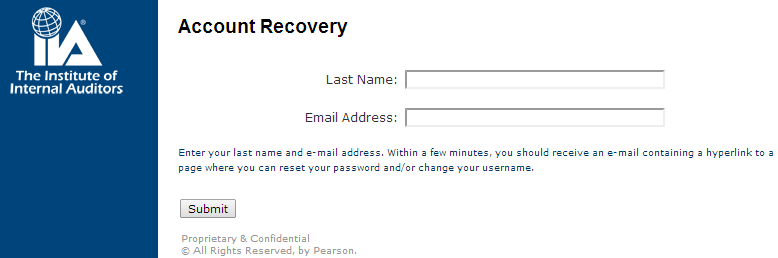 IIA
The Institute of
Internal Auditors
Account Recovery
Last Name:
Email Address:
Enter your last name and e-mail address. Within a few minutes, you should receive an e-mail containing a hyperlink to a
page where you can reset your password and/or change your username.
Submit
Proprietary & Confidential
© All Rights Reserved, by Pearson.